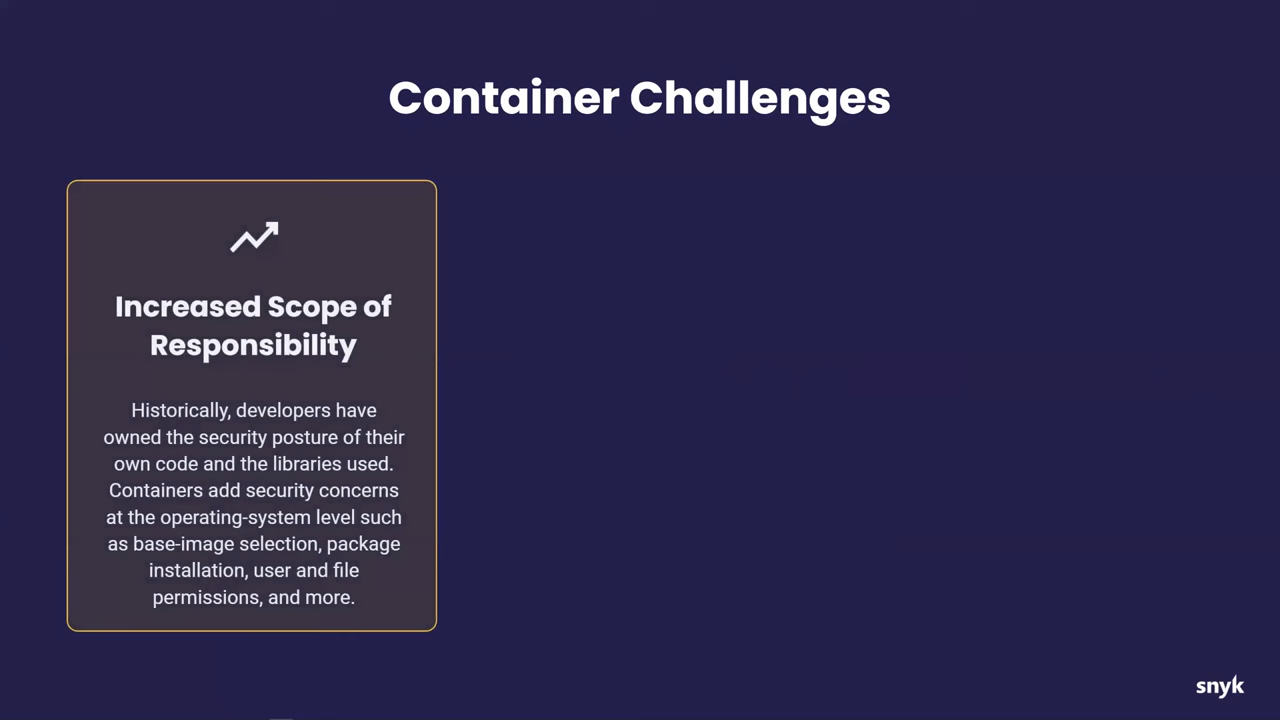 Container Challenges
Increased Scope of
Responsibility
Historically, developers have
owned the security posture of their
own code and the libraries used.
Containers add security concerns
at the operating-system level such
as base-image selection, package
installation, user and file
permissions, and more.
snyk